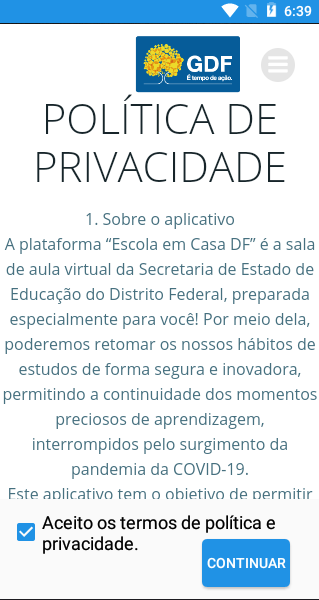 6:39
GDF
É tempo de ação.
POLÍTICA DE
PRIVACIDADE
1. Sobre o aplicativo
A plataforma “Escola em Casa DF” é a sala
de aula virtual da Secretaria de Estado de
Educação do Distrito Federal, preparada
especialmente para você! Por meio dela,
poderemos retomar os nossos hábitos de
estudos de forma segura e inovadora,
permitindo a continuidade dos momentos
preciosos de aprendizagem,
interrompidos pelo surgimento da
pandemia da COVID-19.
Este aplicativo tem o objetivo de permitir
Aceito os termos de política e
privacidade.
CONTINUAR